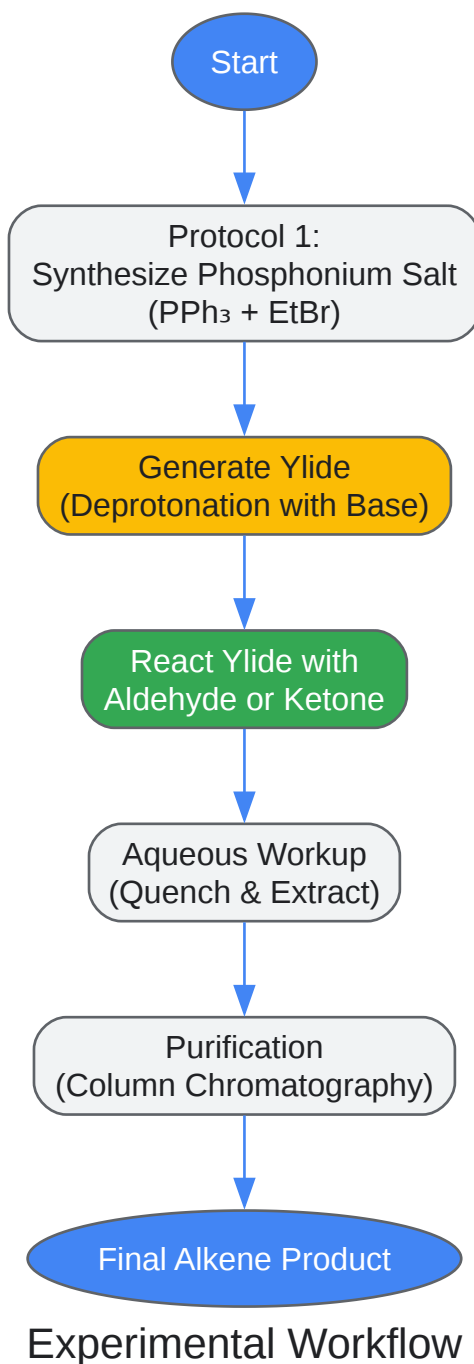 Start
Protocol 1:
Synthesize Phosphonium Salt
(PPh₃ + EtBr)
Generate Ylide
(Deprotonation with Base)
React Ylide with
Aldehyde or Ketone
Aqueous Workup
(Quench & Extract)
Purification
(Column Chromatography)
Final Alkene Product
Experimental Workflow